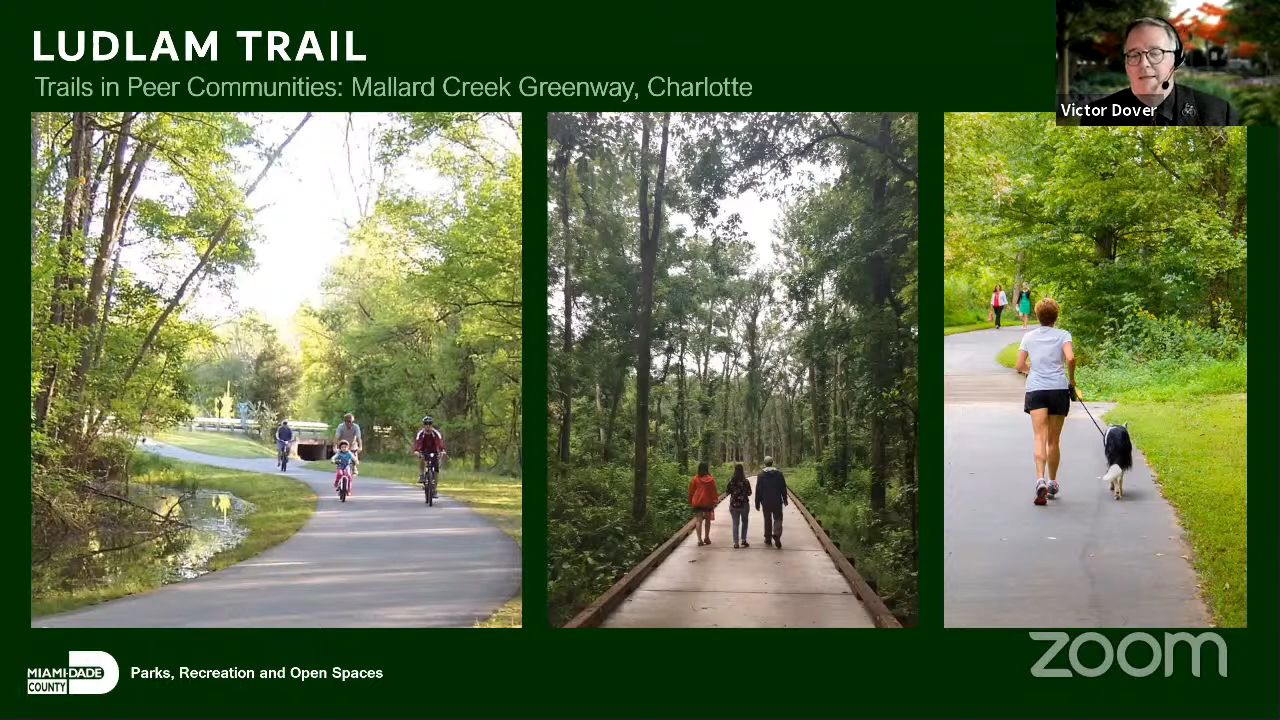 LUDLAM TRAIL
Trails in Peer Communities: Mallard Creek Greenway, Charlotte
Victor Dover
MIAMI-DADE
COUNTY
Parks, Recreation and Open Spaces
zoom